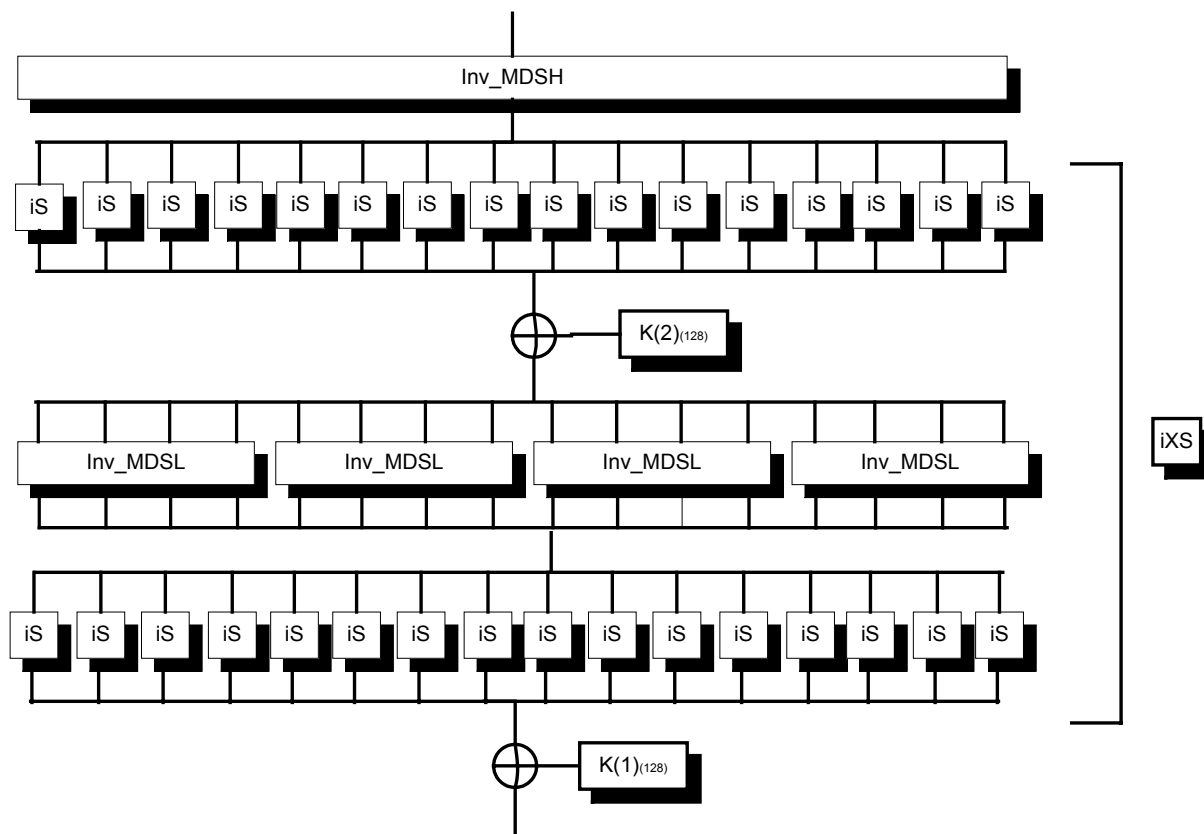 Inv_MDSH
iS iS iS iS iS iS iS iS iS iS iS iS iS iS iS iS
K(2)(128)
Inv_MDSL Inv_MDSL Inv_MDSL Inv_MDSL
iXS
iS iS iS iS iS iS iS iS iS iS iS iS iS iS iS iS
K(1)(128)